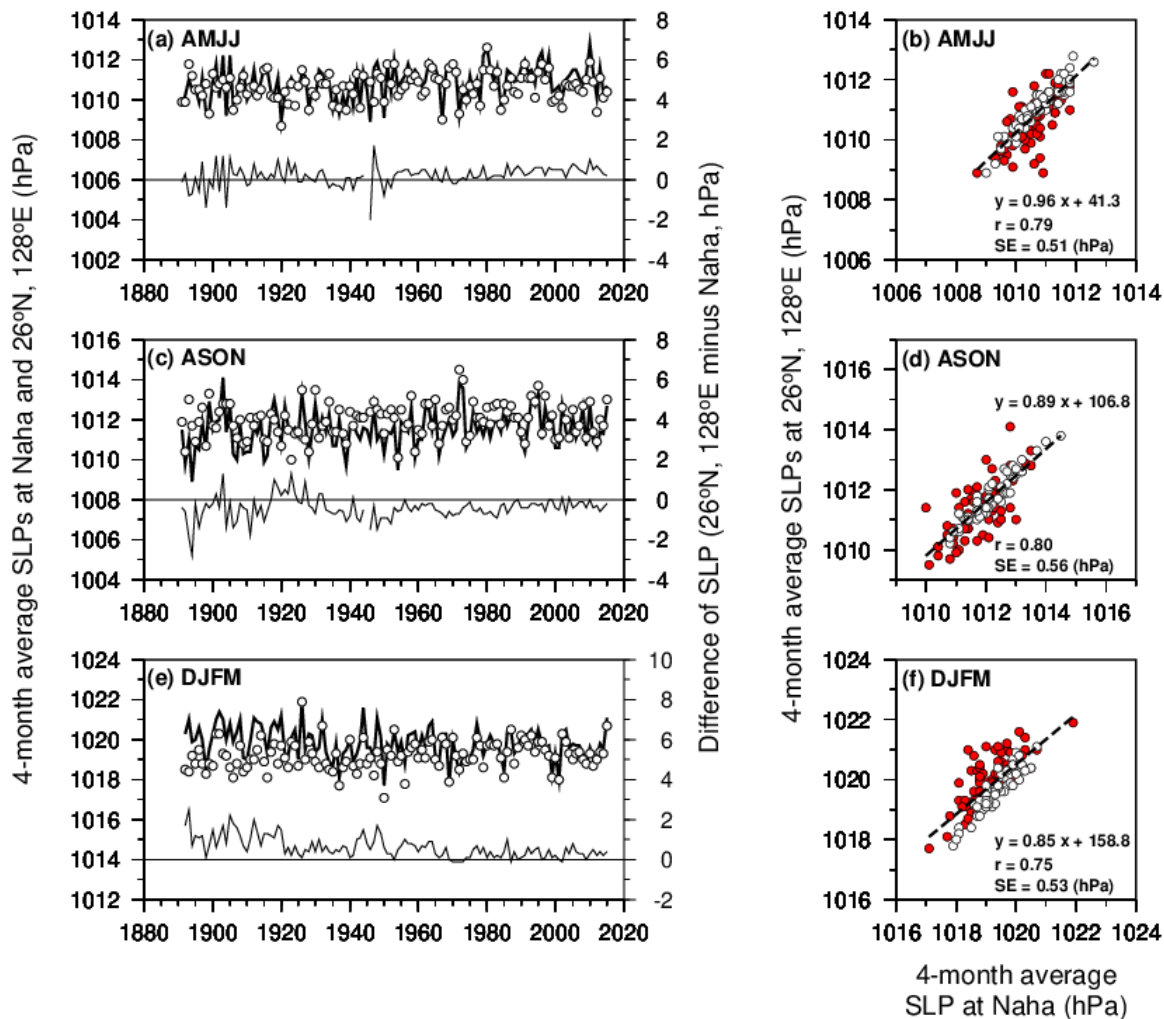 4-month average SLPs at Naha and 26ºN, 128ºE (hPa)
1014
1012
1010
1008
1006
1004
1002
(a) AMJJ
8
6
4
2
0
-2
-4
1880 1900 1920 1940 1960 1980 2000 2020
1016
1014
1012
1010
1008
1006
1004
(c) ASON
8
6
4
2
0
-2
-4
1880 1900 1920 1940 1960 1980 2000 2020
1024
1022
1020
1018
1016
1014
1012
(e) DJFM
10
8
6
4
2
0
-2
1880 1900 1920 1940 1960 1980 2000 2020
Difference of SLP (26ºN, 128ºE minus Naha, hPa)
4-month average SLPs at 26ºN, 128ºE (hPa)
1014
1012
1010
1008
1006
(b) AMJJ
y = 0.96 x + 41.3
r = 0.79
SE = 0.51 (hPa)
1006 1008 1010 1012 1014
1016
1014
1012
1010
(d) ASON
y = 0.89 x + 106.8
r = 0.80
SE = 0.56 (hPa)
1010 1012 1014 1016
1024
1022
1020
1018
1016
(f) DJFM
y = 0.85 x + 158.8
r = 0.75
SE = 0.53 (hPa)
1016 1018 1020 1022 1024
4-month average
SLP at Naha (hPa)